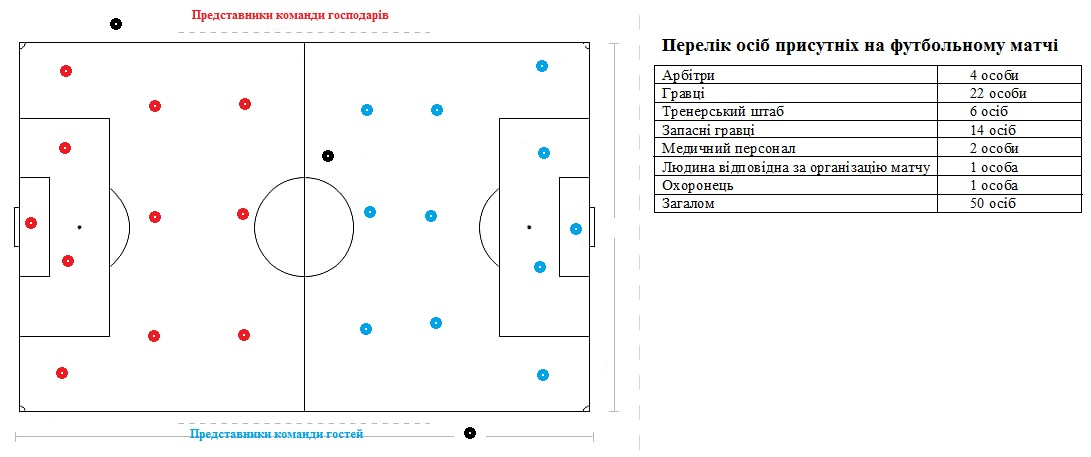 Представники команди господарів
Перелік осіб присутніх на футбольному матчі
Арбітри 4 особи
Гравці 22 особи
Тренерський штаб 6 осіб
Запасні гравці 14 осіб
Медичний персонал 2 особи
Людина відповідна за організацію матчу 1 особа
Охоронець 1 особа
Загалом 50 осіб
Представники команди гостей